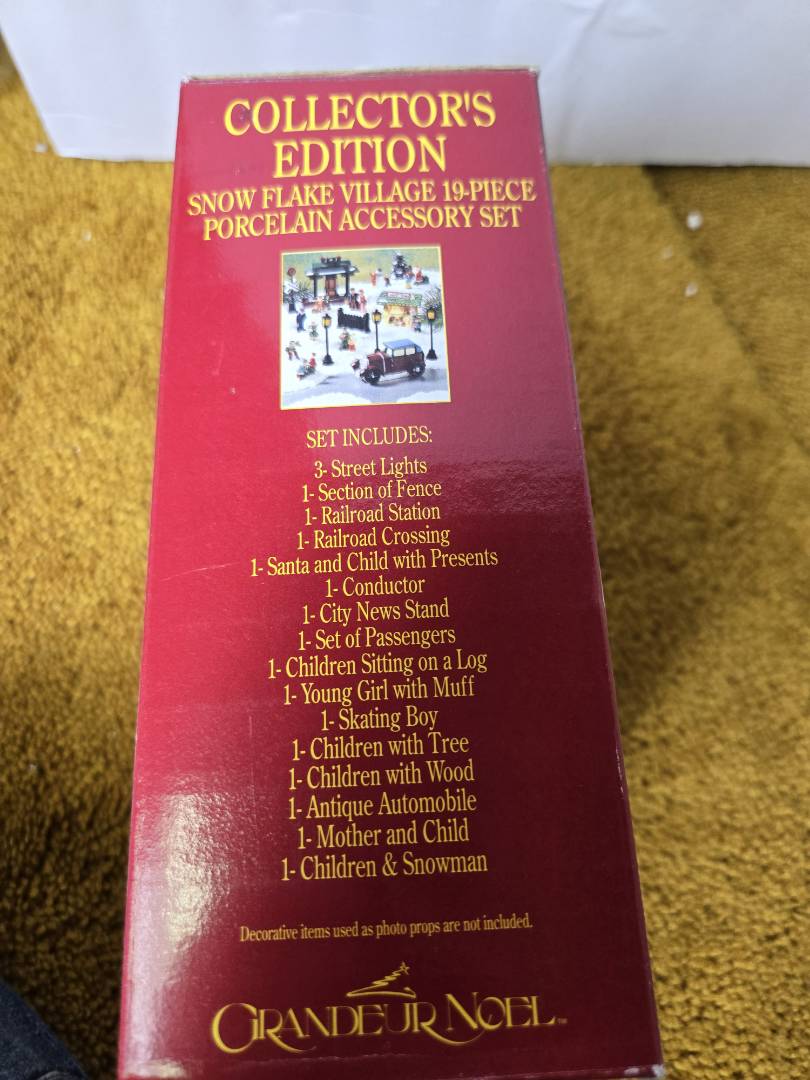 COLLECTOR'S
EDITION
SNOW FLAKE VILLAGE 19-PIECE
PORCELAIN ACCESSORY SET
SET INCLUDES:
3- Street Lights
1- Section of Fence
1- Railroad Station
1- Railroad Crossing
1- Santa and Child with Presents
1- Conductor
1- City News Stand
1- Set of Passengers
1- Children Sitting on a Log
1- Young Girl with Muff
1- Skating Boy
1- Children with Tree
1- Children with Wood
1- Antique Automobile
1- Mother and Child
1- Children & Snowman
Decorative items used as photo props are not included.
GRANDEUR NOEL™